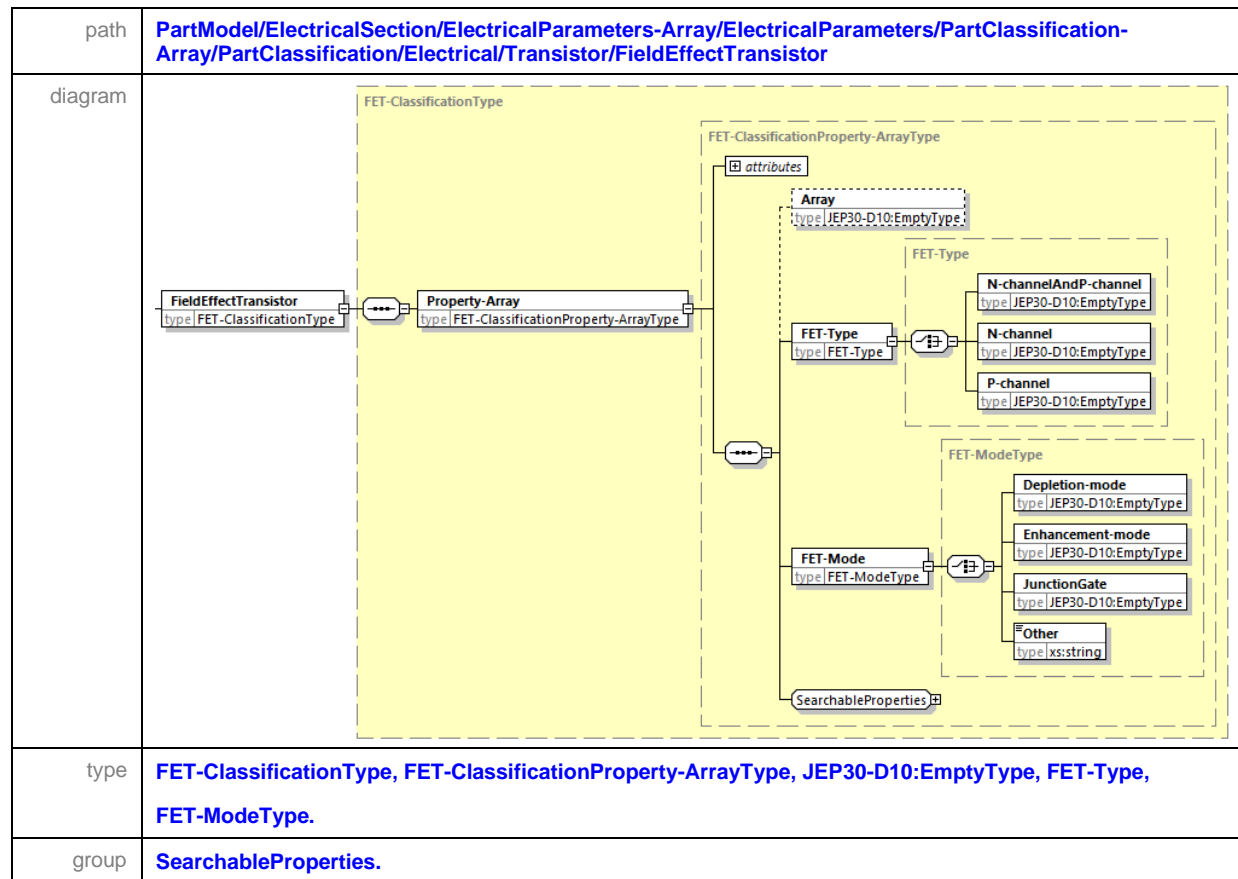 path
PartModel/ElectricalSection/ElectricalParameters-Array/ElectricalParameters/PartClassification-
Array/PartClassification/Electrical/Transistor/FieldEffectTransistor
diagram
FET-ClassificationType
FET-ClassificationProperty-ArrayType
attributes
Array
type JEP30-D10:EmptyType
FET-Type
N-channelAndP-channel
type JEP30-D10:EmptyType
FieldEffectTransistor
type FET-ClassificationType
Property-Array
type FET-ClassificationProperty-ArrayType
FET-Type
type FET-Type
N-channel
type JEP30-D10:EmptyType
P-channel
type JEP30-D10:EmptyType
FET-ModeType
Depletion-mode
type JEP30-D10:EmptyType
Enhancement-mode
type JEP30-D10:EmptyType
FET-Mode
type FET-ModeType
JunctionGate
type JEP30-D10:EmptyType
Other
type xs:string
SearchableProperties
type
FET-ClassificationType, FET-ClassificationProperty-ArrayType, JEP30-D10:EmptyType, FET-Type,
FET-ModeType.
group
SearchableProperties.